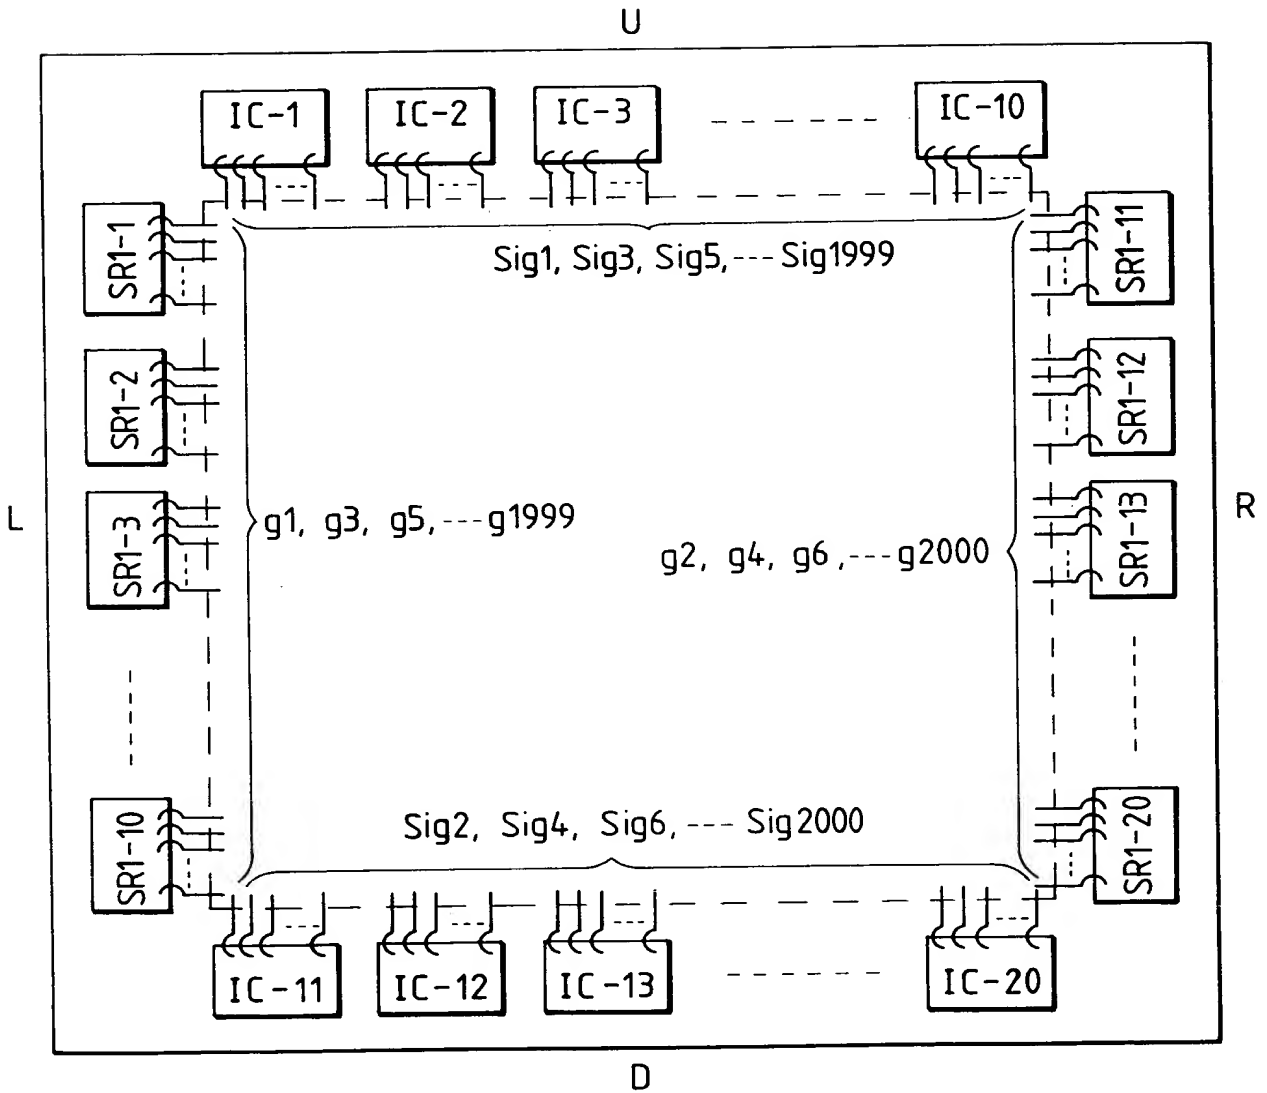 U
IC-1 IC-2 IC-3 IC-10
SR1-1
SR1-11
Sig1, Sig3, Sig5,--- Sig1999
SR1-2
SR1-12
L
SR1-3
g1, g3, g5,---g1999
g2, g4, g6,---g2000
SR1-13
R
Sig2, Sig4, Sig6,--- Sig2000
SR1-10
SR1-20
IC-11 IC-12 IC-13 IC-20
D